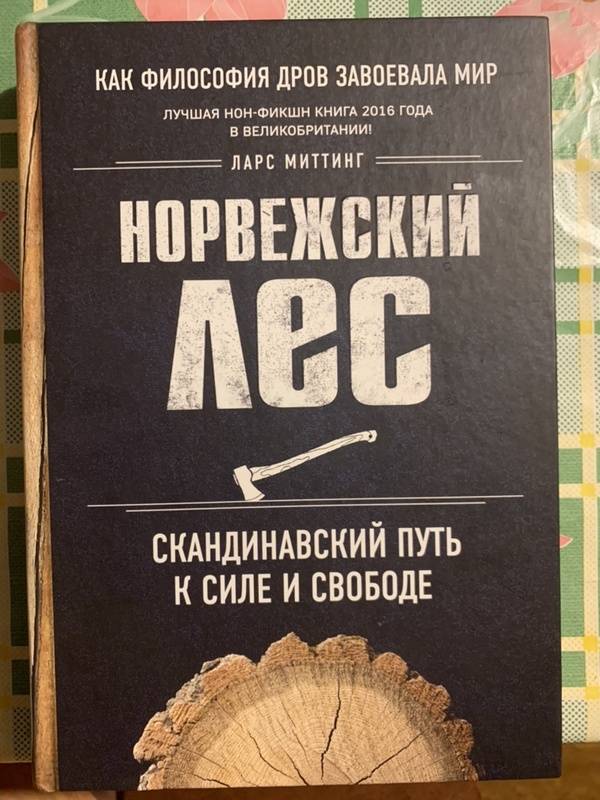 КАК ФИЛОСОФИЯ ДРОВ ЗАВОЕВАЛА МИР
ЛУЧШАЯ НОН-ФИКШН КНИГА 2016 ГОДА
В ВЕЛИКОБРИТАНИИ!
ЛАРС МИТТИНГ
НОРВЕЖСКИЙ
ЛЕС
СКАНДИНАВСКИЙ ПУТЬ
К СИЛЕ И СВОБОДЕ